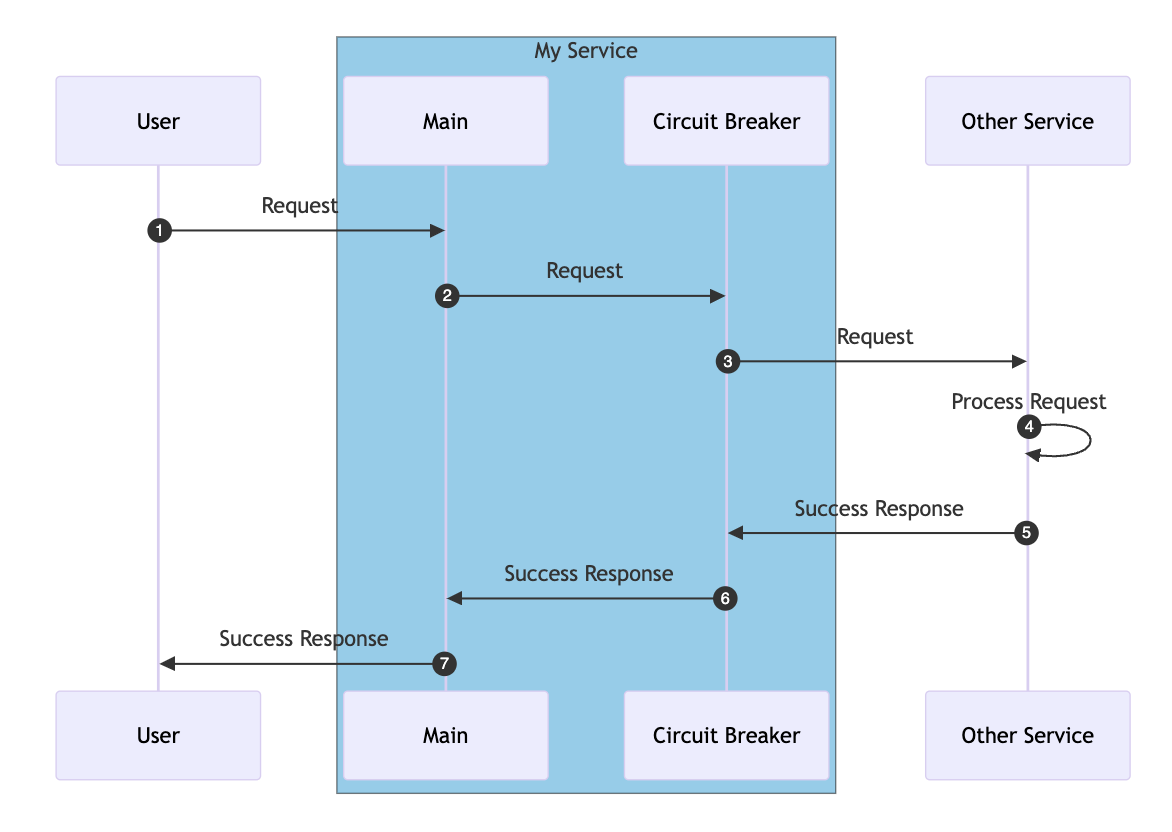 My Service
User
Main
Circuit Breaker
Other Service
Request
1
Request
2
Request
3
Process Request
4
Success Response
5
Success Response
6
Success Response
7
User
Main
Circuit Breaker
Other Service